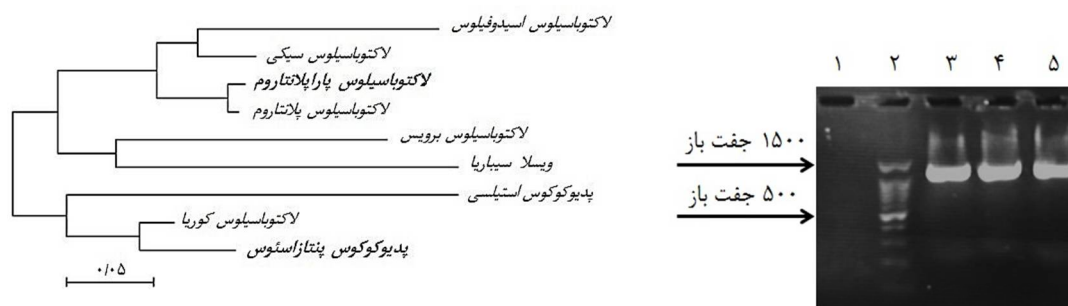 لاکتوباسیلوس اسیدوفیلوس
لاکتوباسیلوس سیکی
لاکتوباسیلوس پاراپلانتاروم
لاکتوباسیلوس پلانتاروم
لاکتوباسیلوس برویس
ویسلا سیباریا
پدیوکوکوس استیلسی
لاکتوباسیلوس کوریا
پدیوکوکوس پنتازاسئوس
۰/۰۵
۱ ۲ ۳ ۴ ۵
۱۵۰۰ جفت باز
۵۰۰ جفت باز